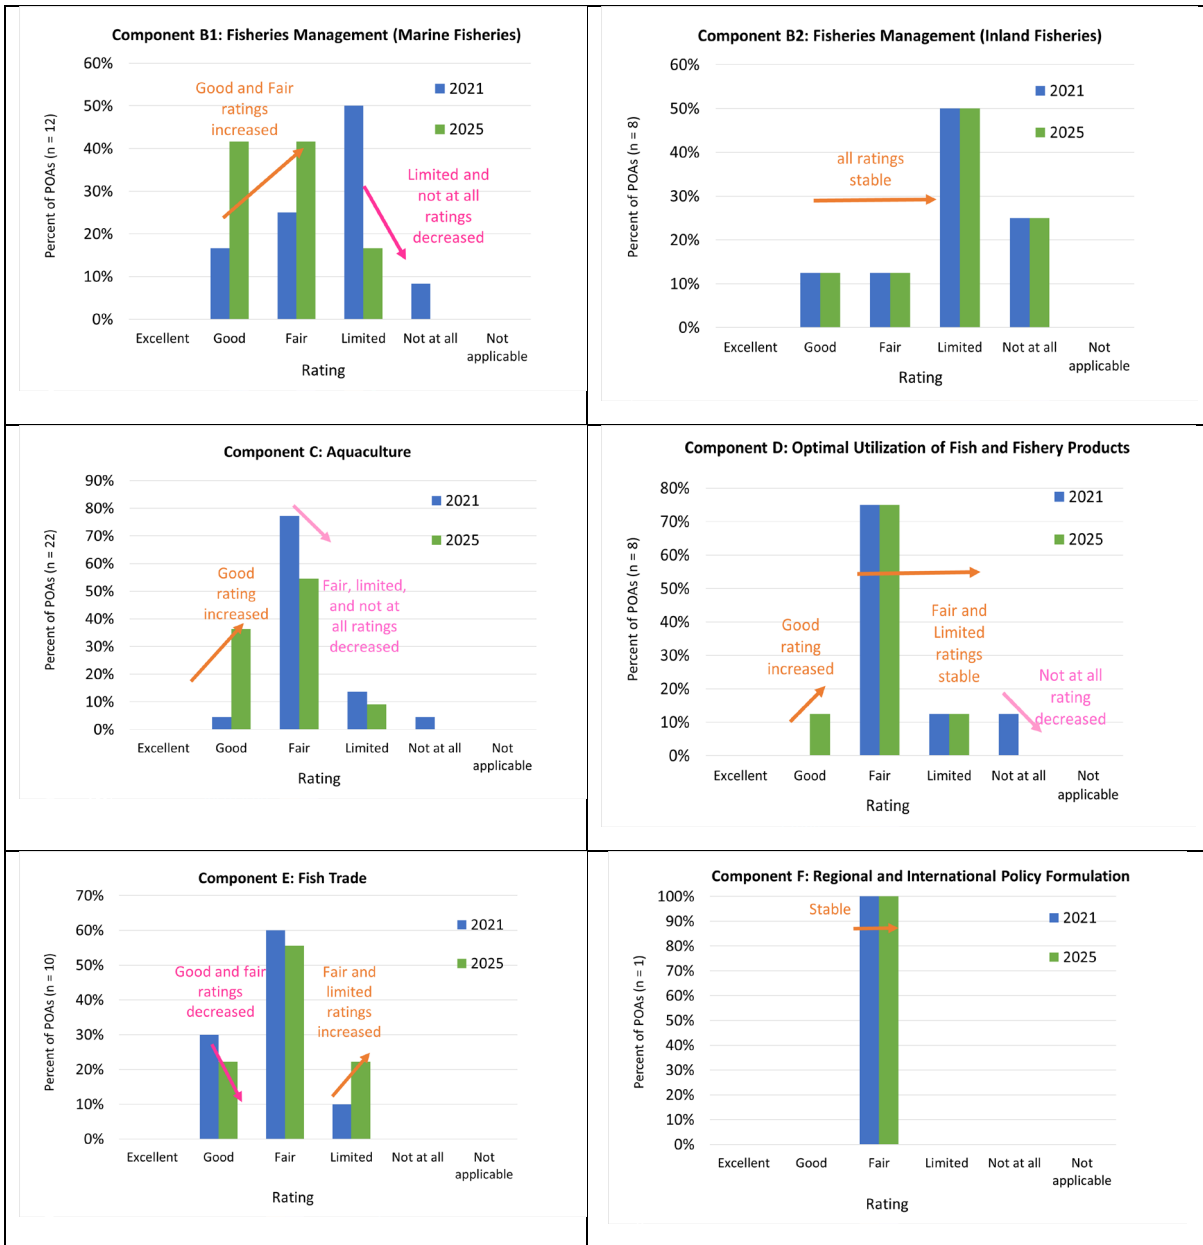 Component B1: Fisheries Management (Marine Fisheries)
60%
50%
40%
30%
20%
10%
0%
Percent of POAs (n = 12)
Good and Fair
ratings
increased
2021
2025
Limited and
not at all
ratings
decreased
Excellent
Good
Fair
Limited
Not at all
Not
applicable
Rating
Component B2: Fisheries Management (Inland Fisheries)
60%
50%
40%
30%
20%
10%
0%
Percent of POAs (n = 8)
2021
2025
all ratings
stable
Excellent
Good
Fair
Limited
Not at all
Not
applicable
Rating
Component C: Aquaculture
90%
80%
70%
60%
50%
40%
30%
20%
10%
0%
Percent of POAs (n = 22)
2021
2025
Good
rating
increased
Fair, limited,
and not at
all ratings
decreased
Excellent
Good
Fair
Limited
Not at all
Not
applicable
Rating
Component D: Optimal Utilization of Fish and Fishery Products
80%
70%
60%
50%
40%
30%
20%
10%
0%
Percent of POAs (n = 8)
2021
2025
Good
rating
increased
Fair and
Limited
ratings
stable
Not at all
rating
decreased
Excellent
Good
Fair
Limited
Not at all
Not
applicable
Rating
Component E: Fish Trade
70%
60%
50%
40%
30%
20%
10%
0%
Percent of POAs (n = 10)
2021
2025
Good and fair
ratings
decreased
Fair and
limited
ratings
increased
Excellent
Good
Fair
Limited
Not at all
Not
applicable
Rating
Component F: Regional and International Policy Formulation
100%
90%
80%
70%
60%
50%
40%
30%
20%
10%
0%
Percent of POAs (n = 1)
Stable
2021
2025
Excellent
Good
Fair
Limited
Not at all
Not
applicable
Rating